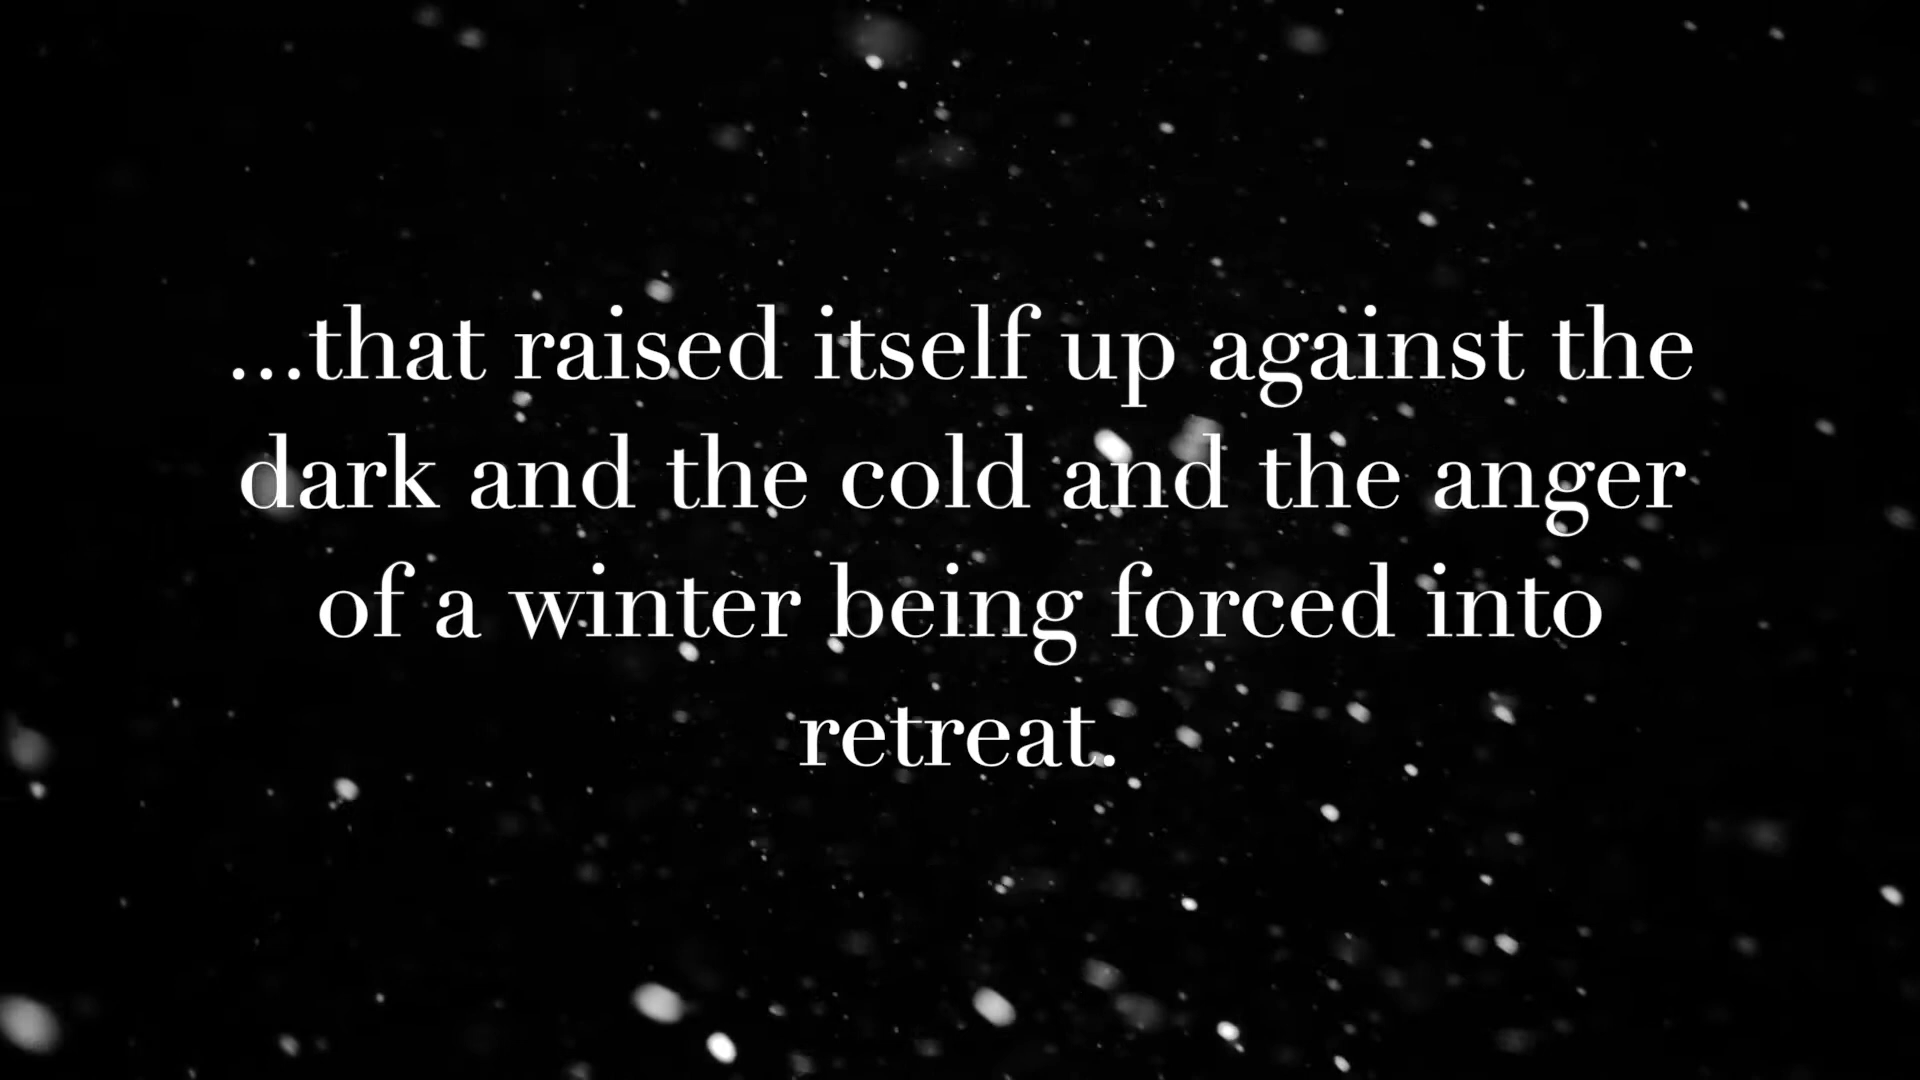 ...that raised itself up against the
dark and the cold and the anger
of a winter being forced into
retreat.